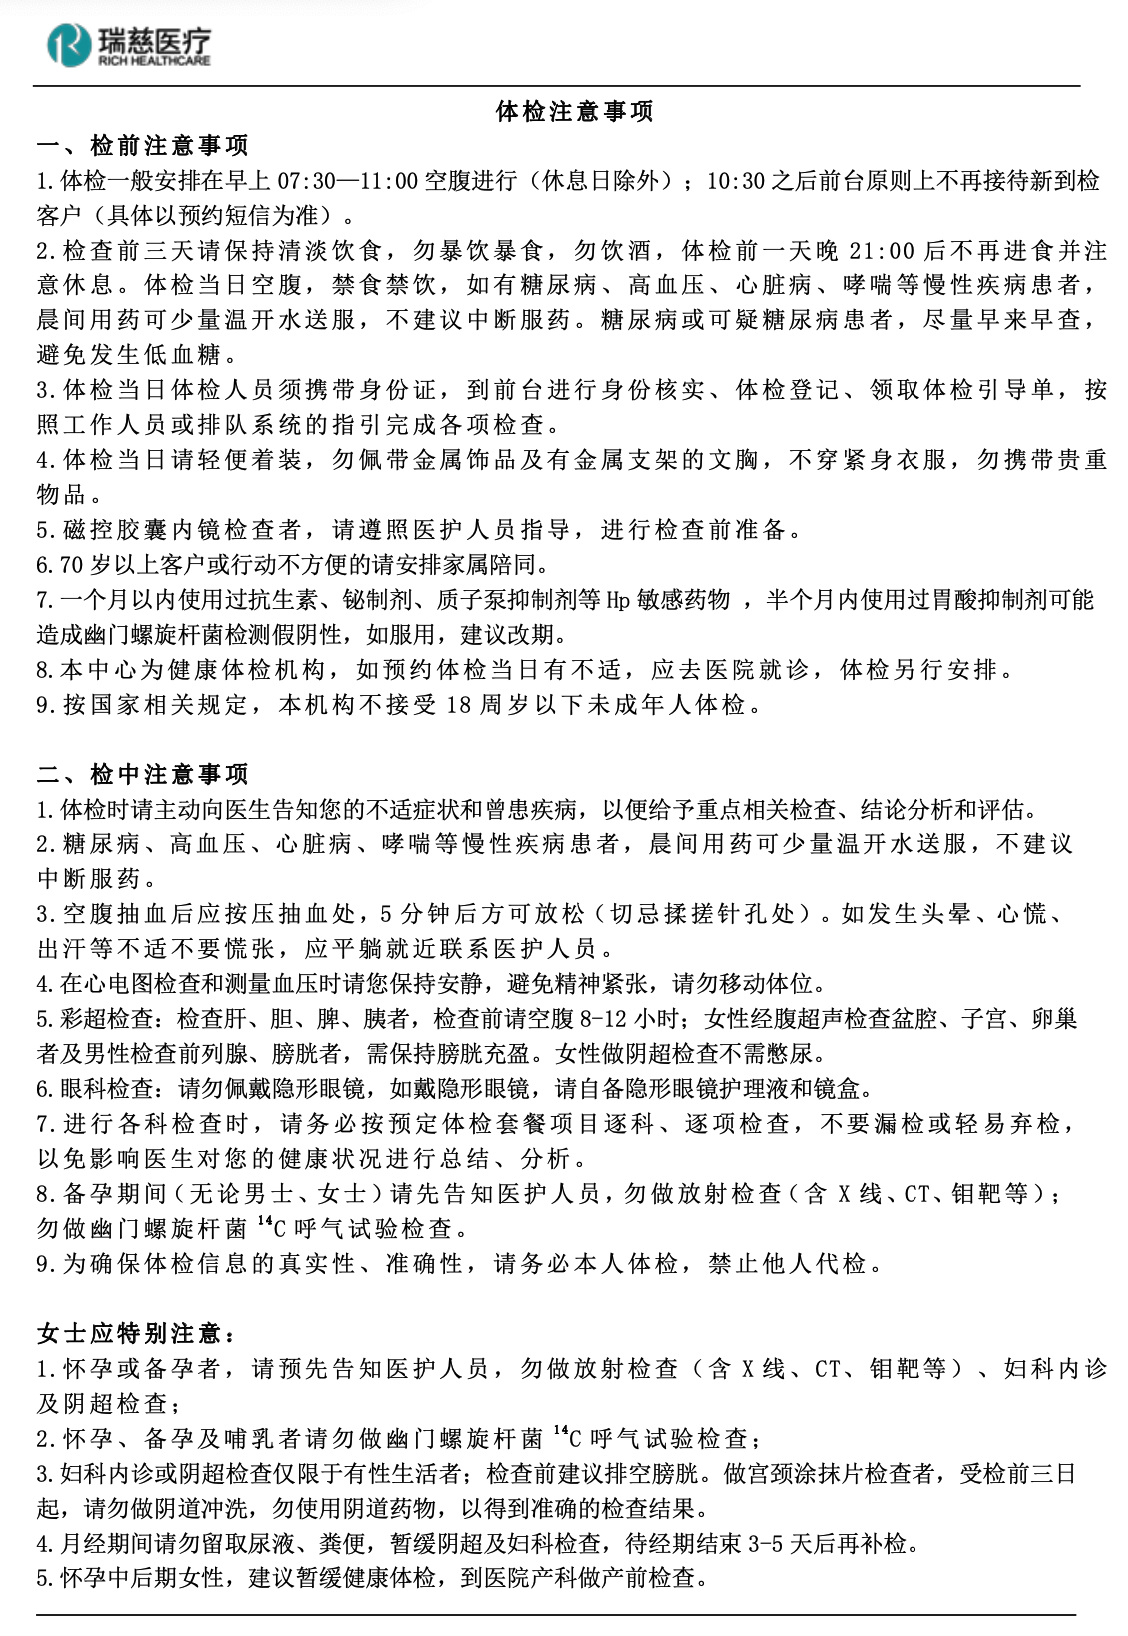 瑞慈医疗
RICH HEALTHCARE
体检注意事项
一、检前注意事项
1.体检一般安排在早上 07:30—11:00 空腹进行（休息日除外）；10:30 之后前台原则上不再接待新到检
客户（具体以预约短信为准）。
2.检查前三天请保持清淡饮食，勿暴饮暴食，勿饮酒，体检前一天晚 21:00 后不再进食并注
意休息。体检当日空腹，禁食禁饮，如有糖尿病、高血压、心脏病、哮喘等慢性疾病患者，
晨间用药可少量温开水送服，不建议中断服药。糖尿病或可疑糖尿病患者，尽量早来早查，
避免发生低血糖。
3.体检当日体检人员须携带身份证，到前台进行身份核实、体检登记、领取体检引导单，按
照工作人员或排队系统的指引完成各项检查。
4.体检当日请轻便着装，勿佩带金属饰品及有金属支架的文胸，不穿紧身衣服，勿携带贵重
物品。
5.磁控胶囊内镜检查者，请遵照医护人员指导，进行检查前准备。
6.70 岁以上客户或行动不方便的请安排家属陪同。
7.一个月以内使用过抗生素、铋制剂、质子泵抑制剂等 Hp 敏感药物 ，半个月内使用过胃酸抑制剂可能
造成幽门螺旋杆菌检测假阴性，如服用，建议改期。
8.本中心为健康体检机构，如预约体检当日有不适，应去医院就诊，体检另行安排。
9.按国家相关规定，本机构不接受 18 周岁以下未成年人体检。
二、检中注意事项
1.体检时请主动向医生告知您的不适症状和曾患疾病，以便给予重点相关检查、结论分析和评估。
2.糖尿病、高血压、心脏病、哮喘等慢性疾病患者，晨间用药可少量温开水送服，不建议
中断服药。
3.空腹抽血后应按压抽血处，5 分钟后方可放松（切忌揉搓针孔处）。如发生头晕、心慌、
出汗等不适不要慌张，应平躺就近联系医护人员。
4.在心电图检查和测量血压时请您保持安静，避免精神紧张，请勿移动体位。
5.彩超检查：检查肝、胆、脾、胰者，检查前请空腹 8-12 小时；女性经腹超声检查盆腔、子宫、卵巢
者及男性检查前列腺、膀胱者，需保持膀胱充盈。女性做阴超检查不需憋尿。
6.眼科检查：请勿佩戴隐形眼镜，如戴隐形眼镜，请自备隐形眼镜护理液和镜盒。
7.进行各科检查时，请务必按预定体检套餐项目逐科、逐项检查，不要漏检或轻易弃检，
以免影响医生对您的健康状况进行总结、分析。
8.备孕期间（无论男士、女士）请先告知医护人员，勿做放射检查（含 X 线、CT、钼靶等）；
勿做幽门螺旋杆菌 ¹⁴C 呼气试验检查。
9.为确保体检信息的真实性、准确性，请务必本人体检，禁止他人代检。
女士应特别注意：
1.怀孕或备孕者，请预先告知医护人员，勿做放射检查（含 X 线、CT、钼靶等）、妇科内诊
及阴超检查；
2.怀孕、备孕及哺乳者请勿做幽门螺旋杆菌 ¹⁴C 呼气试验检查；
3.妇科内诊或阴超检查仅限于有性生活者；检查前建议排空膀胱。做宫颈涂抹片检查者，受检前三日
起，请勿做阴道冲洗，勿使用阴道药物，以得到准确的检查结果。
4.月经期间请勿留取尿液、粪便，暂缓阴超及妇科检查，待经期结束 3-5 天后再补检。
5.怀孕中后期女性，建议暂缓健康体检，到医院产科做产前检查。